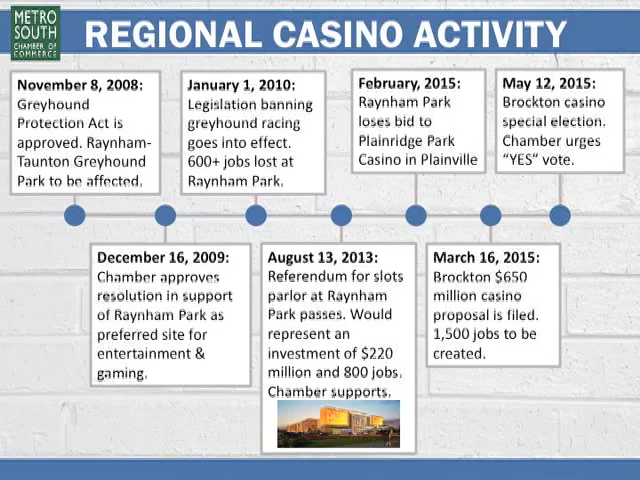 METRO
SOUTH
CHAMBER OF
COMMERCE
REGIONAL CASINO ACTIVITY
November 8, 2008:
Greyhound
Protection Act is
approved. Raynham-
Taunton Greyhound
Park to be affected.
January 1, 2010:
Legislation banning
greyhound racing
goes into effect.
600+ jobs lost at
Raynham Park.
February, 2015:
Raynham Park
loses bid to
Plainridge Park
Casino in Plainville
May 12, 2015:
Brockton casino
special election.
Chamber urges
“YES” vote.
December 16, 2009:
Chamber approves
resolution in support
of Raynham Park as
preferred site for
entertainment &
gaming.
August 13, 2013:
Referendum for slots
parlor at Raynham
Park passes. Would
represent an
investment of $220
million and 800 jobs.
Chamber supports.
March 16, 2015:
Brockton $650
million casino
proposal is filed.
1,500 jobs to be
created.